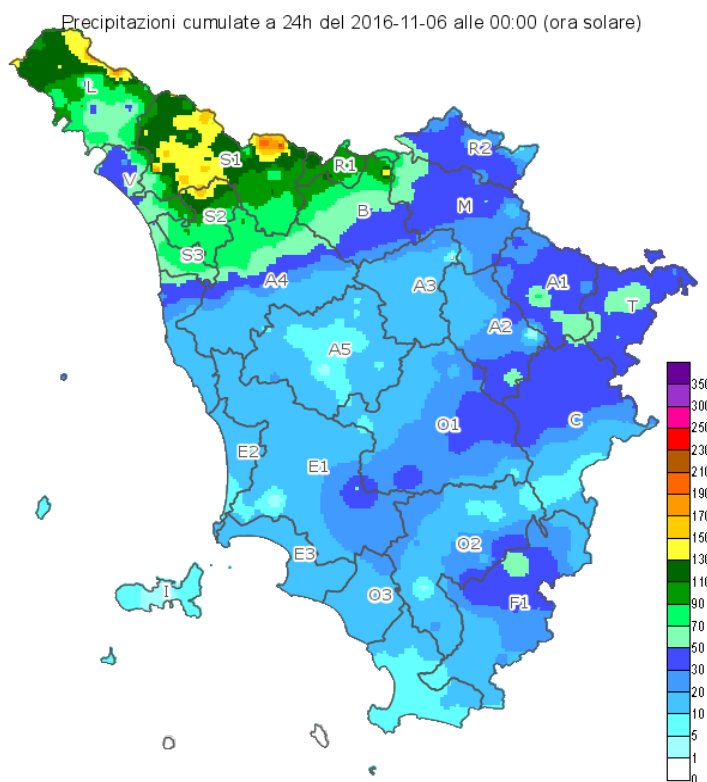 Precipitazioni cumulate a 24h del 2016-11-06 alle 00:00 (ora solare)
L
R2
S1
R1
V
M
B
S2
S3
A4
A3
A1
T
A2
A5
350
300
250
230
210
190
170
150
130
110
90
70
50
30
20
10
5
1
0
O1
C
E2
E1
O2
E3
I
O3
F1